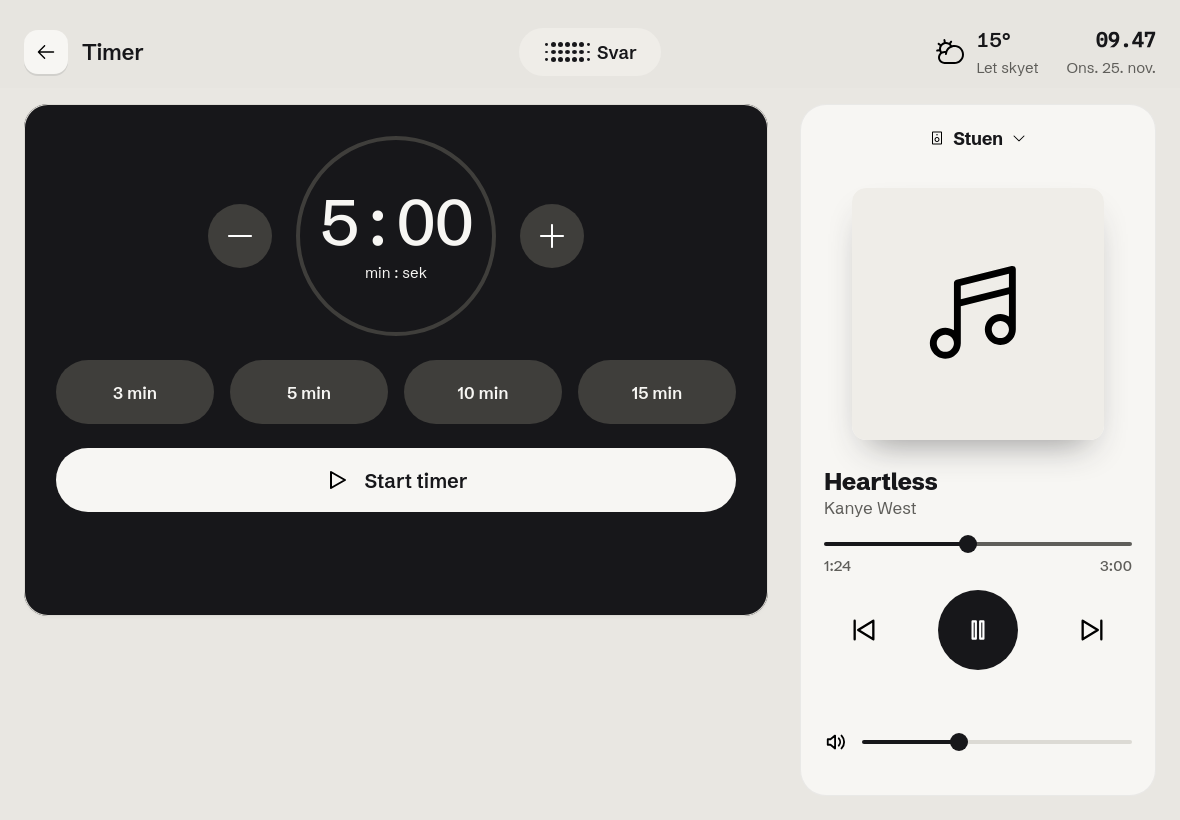 Timer
Svar
15°
Let skyet
09.47
Ons. 25. nov.
5:00
min : sek
3 min
5 min
10 min
15 min
Start timer
Stuen
Heartless
Kanye West
1:24
3:00